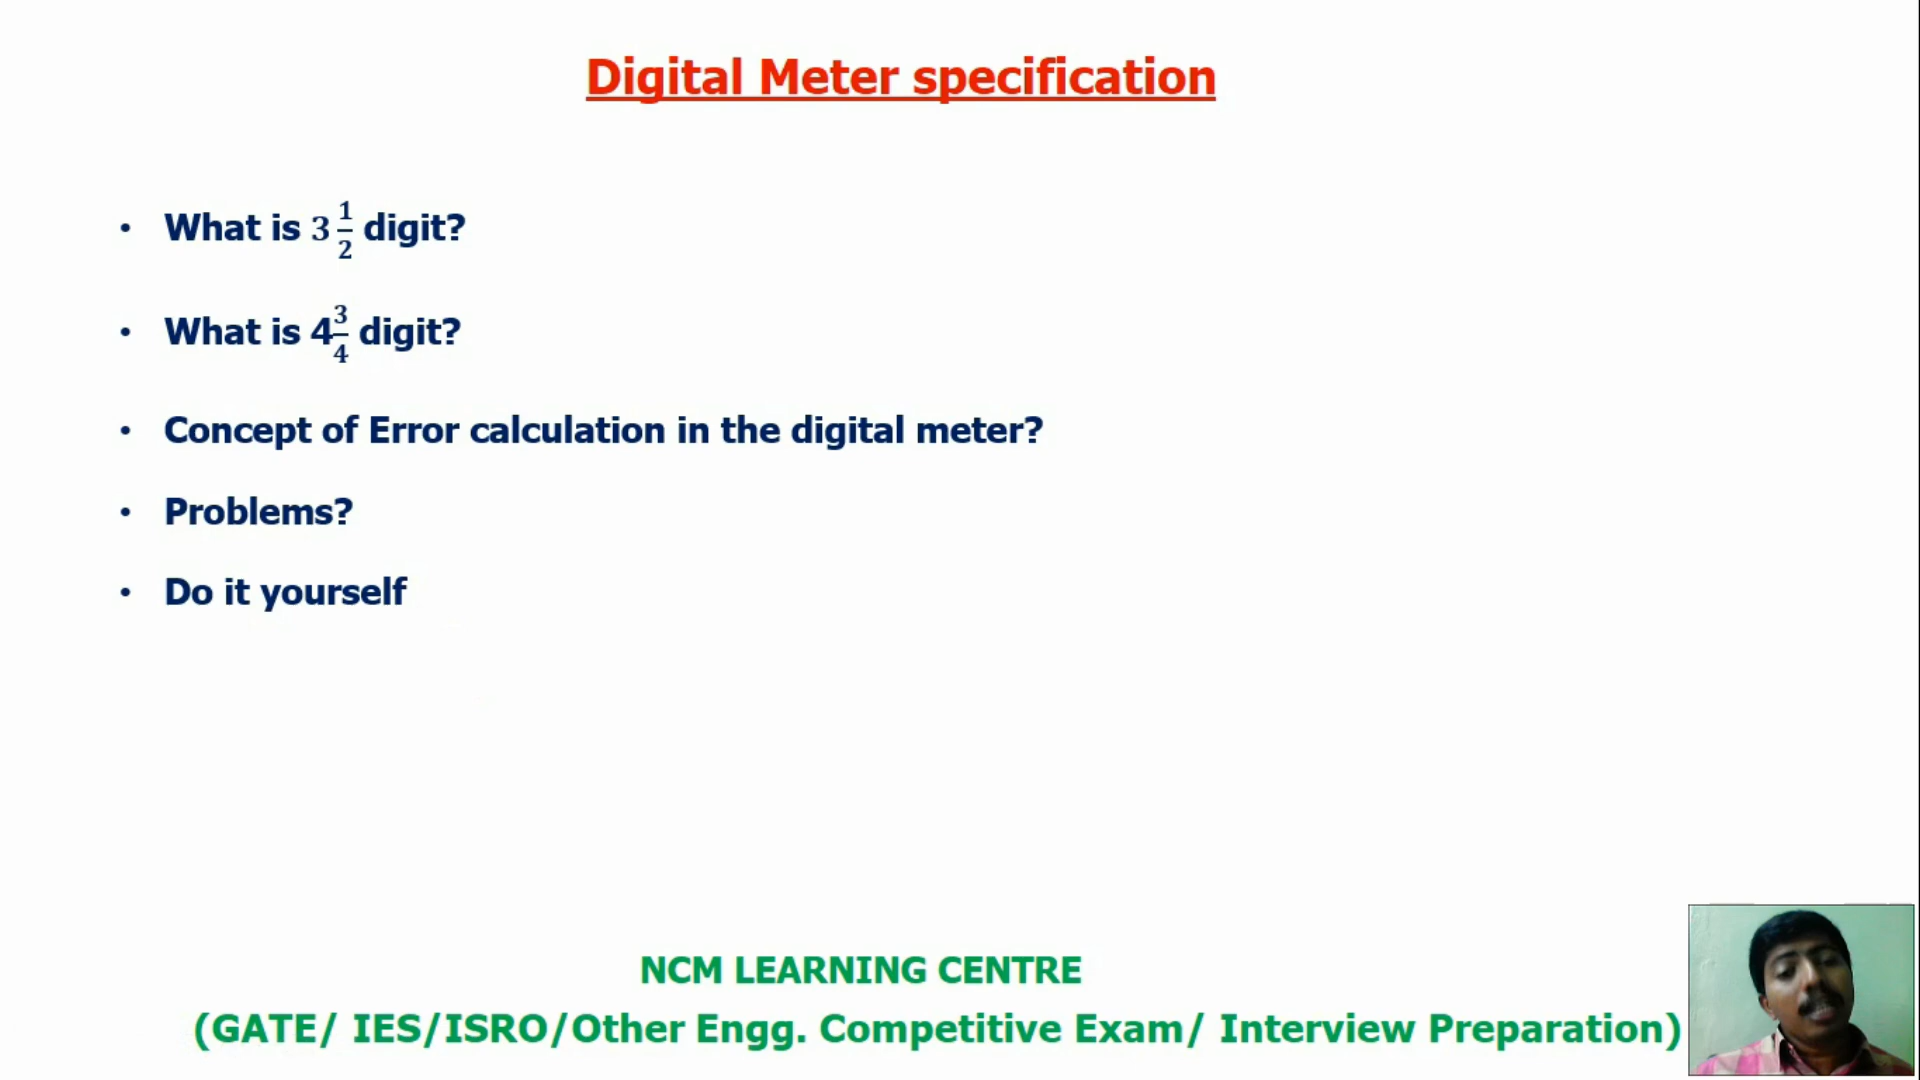 Digital Meter specification
• What is 3 1/2 digit?
• What is 4 3/4 digit?
• Concept of Error calculation in the digital meter?
• Problems?
• Do it yourself
NCM LEARNING CENTRE
(GATE/ IES/ISRO/Other Engg. Competitive Exam/ Interview Preparation)